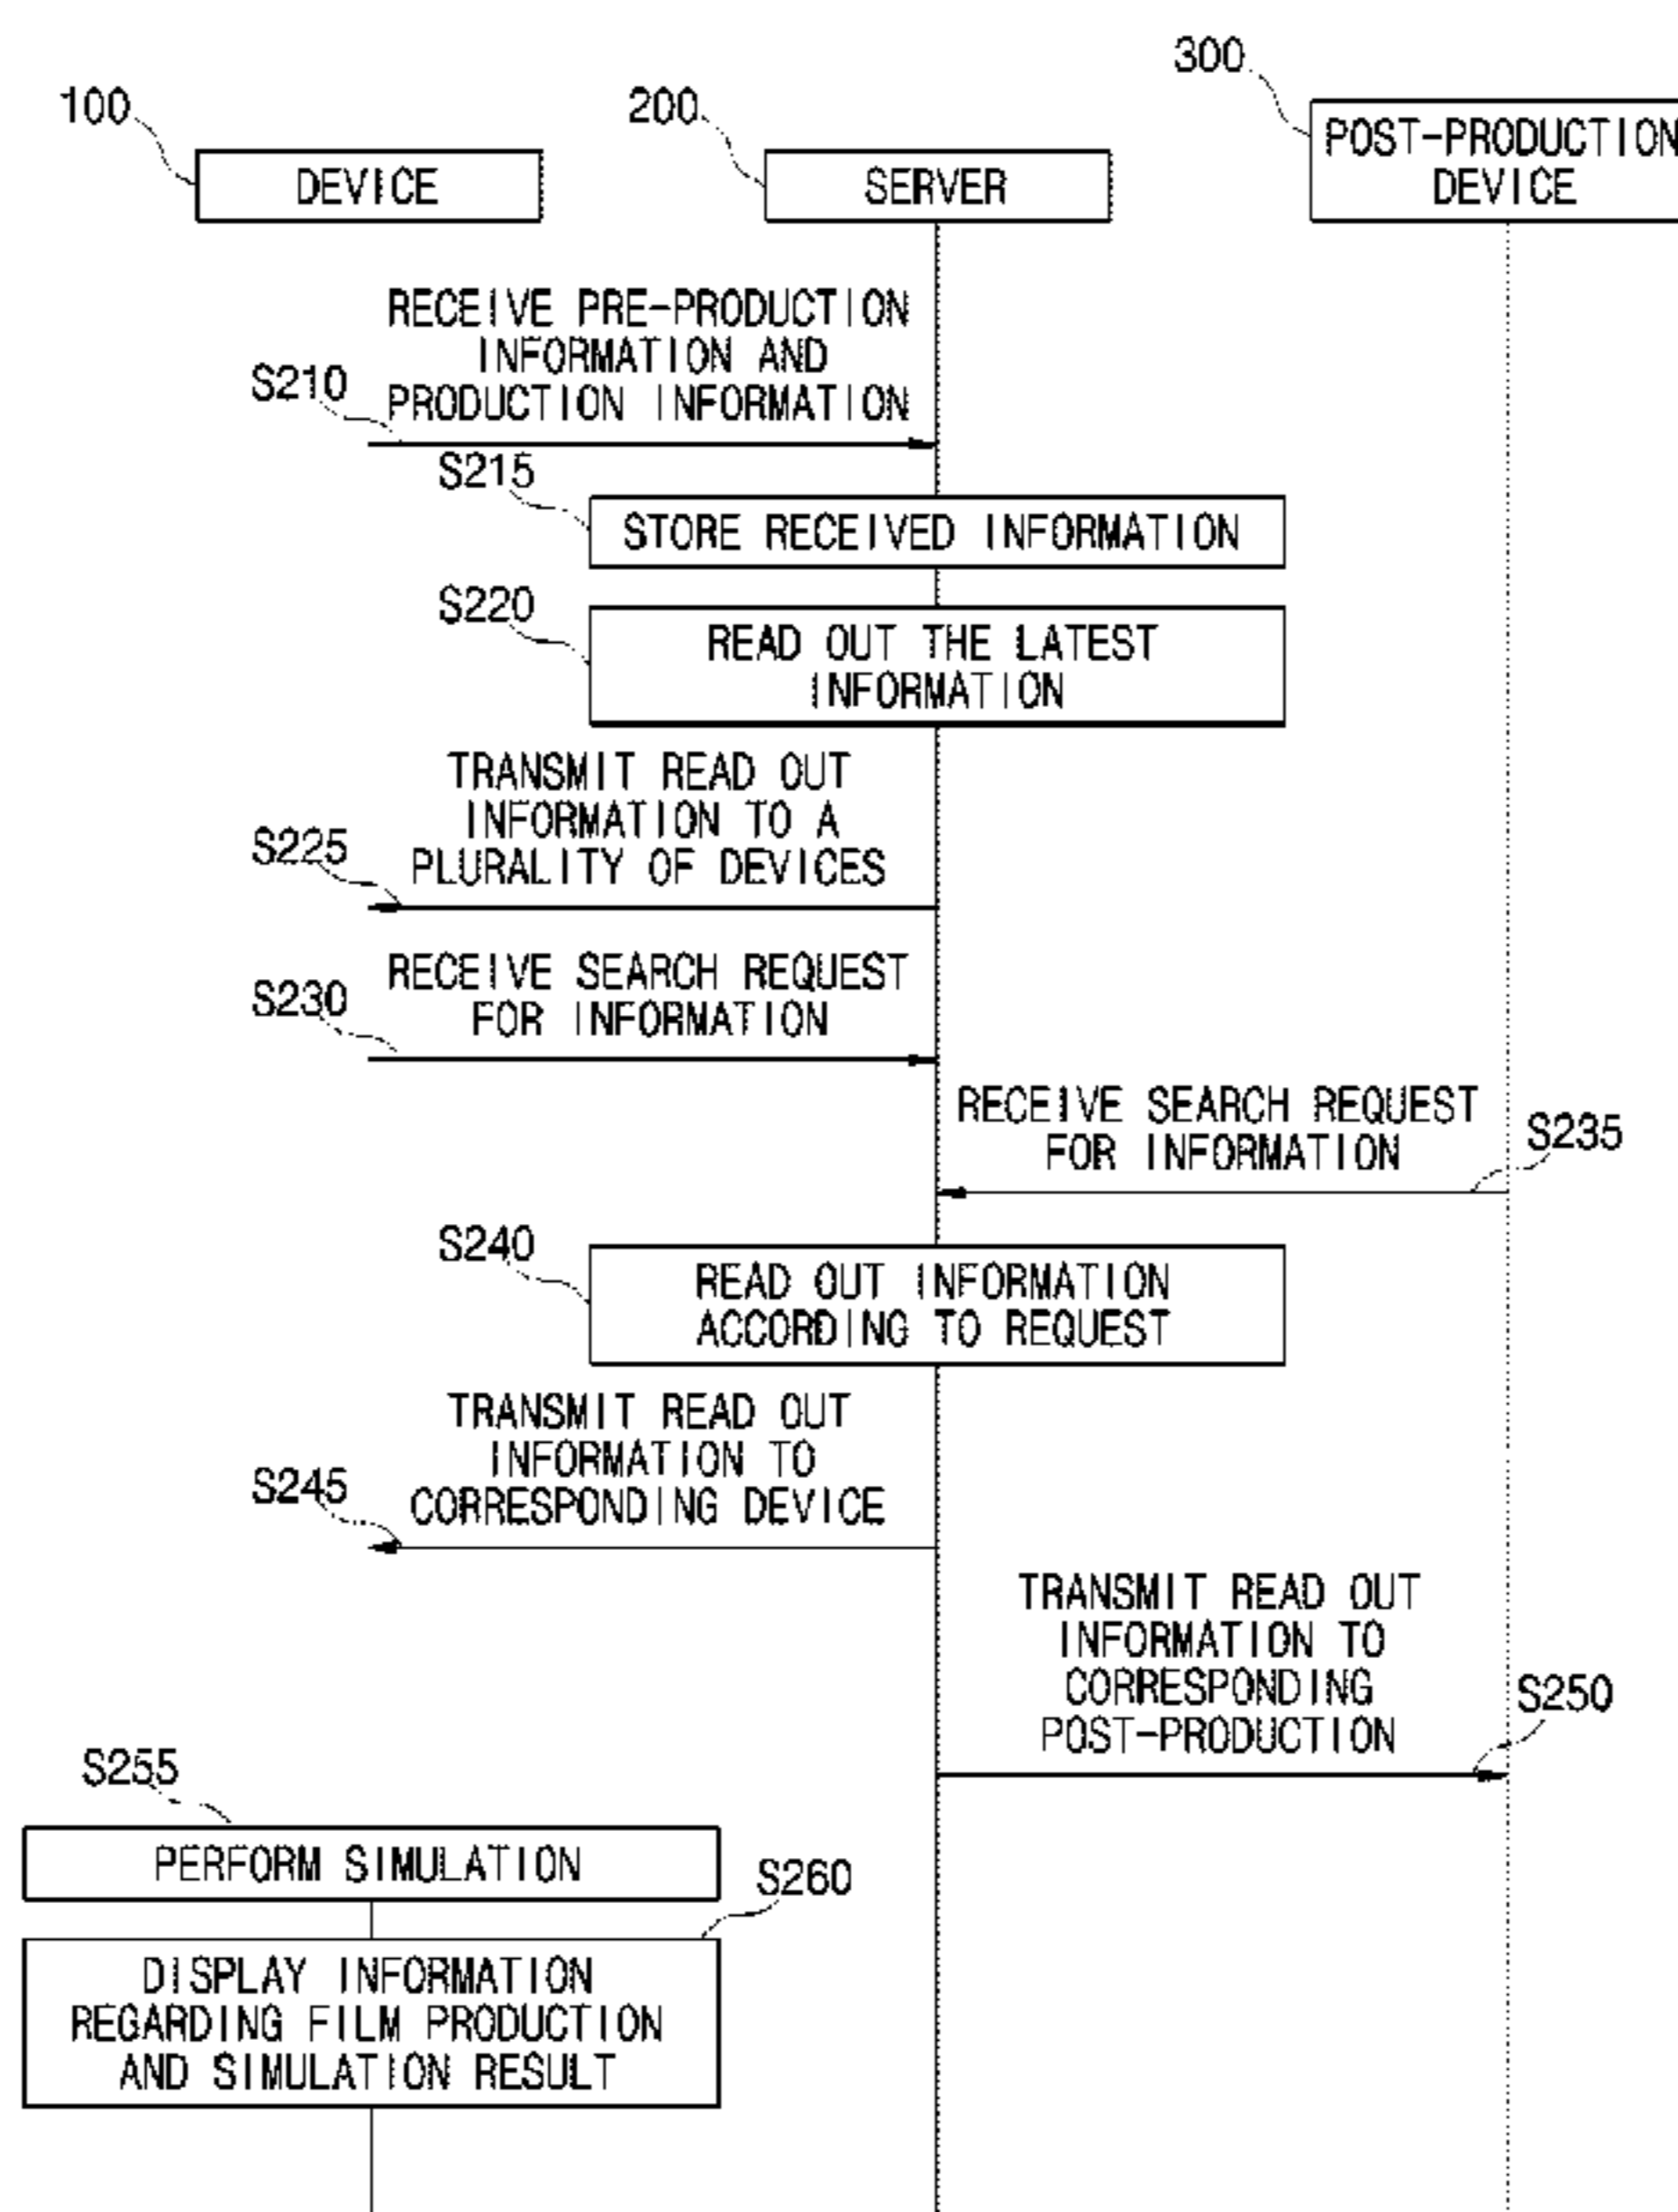 300
100
200
POST-PRODUCTION
DEVICE
DEVICE
SERVER
RECEIVE PRE-PRODUCTION
INFORMATION AND
PRODUCTION INFORMATION
S210
S215
STORE RECEIVED INFORMATION
S220
READ OUT THE LATEST
INFORMATION
TRANSMIT READ OUT
INFORMATION TO A
PLURALITY OF DEVICES
S225
RECEIVE SEARCH REQUEST
FOR INFORMATION
S230
RECEIVE SEARCH REQUEST
FOR INFORMATION
S235
S240
READ OUT INFORMATION
ACCORDING TO REQUEST
TRANSMIT READ OUT
INFORMATION TO
CORRESPONDING DEVICE
S245
TRANSMIT READ OUT
INFORMATION TO
CORRESPONDING
POST-PRODUCTION
S250
S255
PERFORM SIMULATION
S260
DISPLAY INFORMATION
REGARDING FILM PRODUCTION
AND SIMULATION RESULT